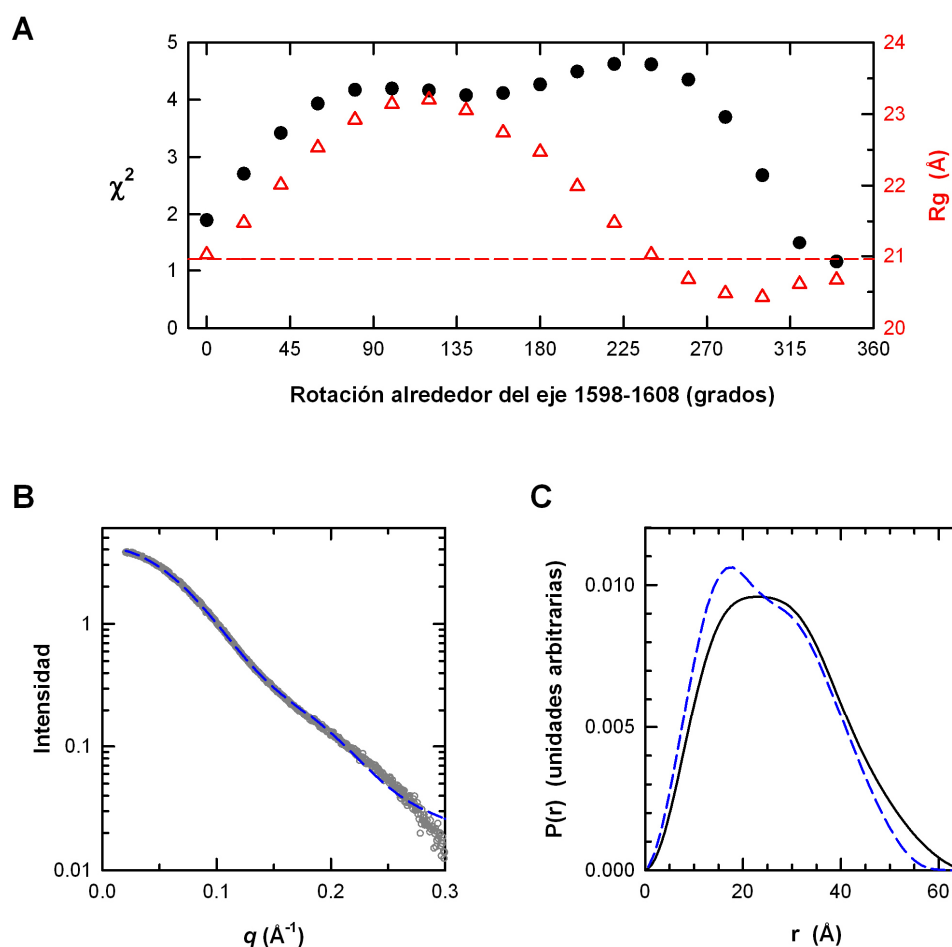 A
5
4
3
2
1
0
χ²
24
23
22
21
20
Rg (Å)
0 45 90 135 180 225 270 315 360
Rotación alrededor del eje 1598-1608 (grados)
B
1
0.1
0.01
Intensidad
0.0 0.1 0.2 0.3
q (Å⁻¹)
C
0.010
0.005
0.000
P(r) (unidades arbitrarias)
0 20 40 60
r (Å)